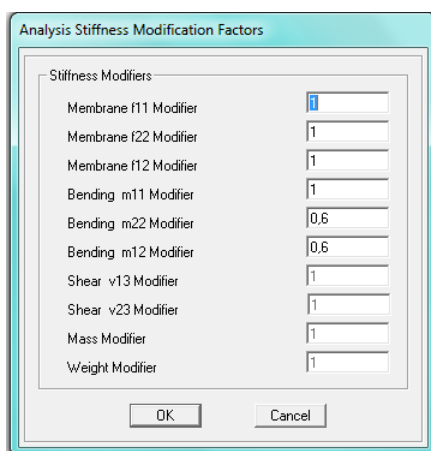 Analysis Stiffness Modification Factors
Stiffness Modifiers
Membrane f11 Modifier 1
Membrane f22 Modifier 1
Membrane f12 Modifier 1
Bending m11 Modifier 1
Bending m22 Modifier 0,6
Bending m12 Modifier 0,6
Shear v13 Modifier 1
Shear v23 Modifier 1
Mass Modifier 1
Weight Modifier 1
OK Cancel